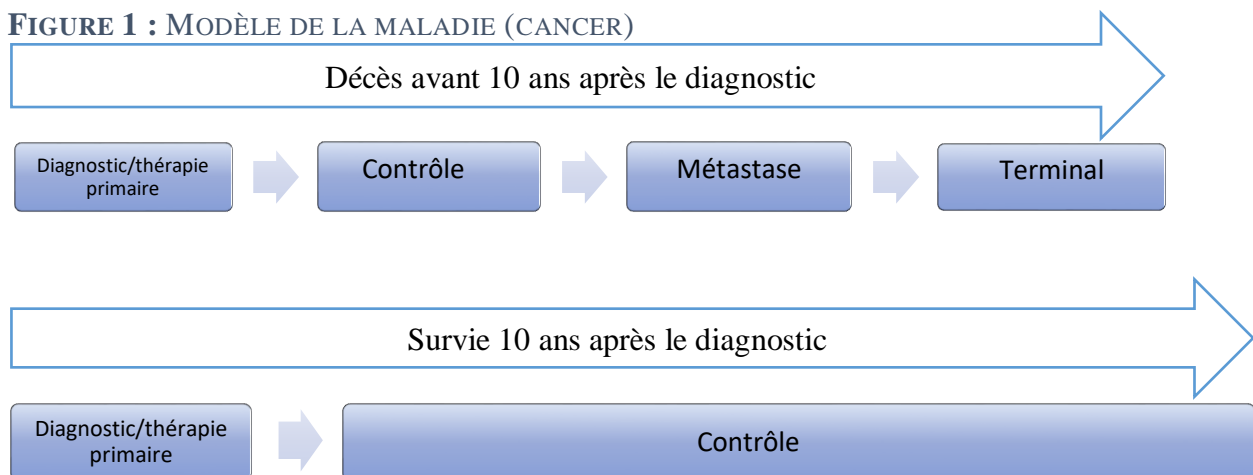 FIGURE 1 : MODÈLE DE LA MALADIE (CANCER)
Décès avant 10 ans après le diagnostic
Diagnostic/thérapie
primaire
Contrôle
Métastase
Terminal
Survie 10 ans après le diagnostic
Diagnostic/thérapie
primaire
Contrôle